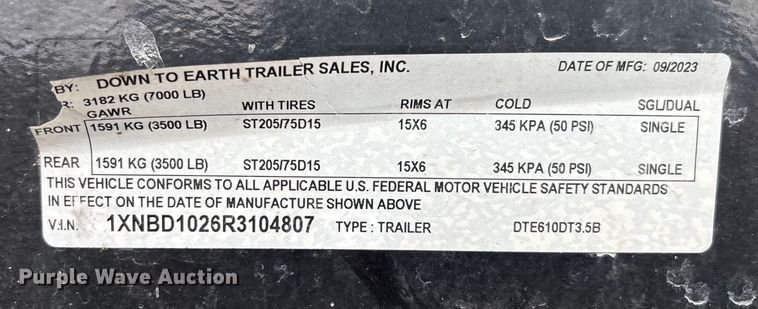 BY: DOWN TO EARTH TRAILER SALES, INC. DATE OF MFG: 09/2023
R: 3182 KG (7000 LB)
GAWR WITH TIRES RIMS AT COLD SGL/DUAL
FRONT 1591 KG (3500 LB) ST205/75D15 15X6 345 KPA (50 PSI) SINGLE
REAR 1591 KG (3500 LB) ST205/75D15 15X6 345 KPA (50 PSI) SINGLE
THIS VEHICLE CONFORMS TO ALL APPLICABLE U.S. FEDERAL MOTOR VEHICLE SAFETY STANDARDS
IN EFFECT ON THE DATE OF MANUFACTURE SHOWN ABOVE
V.I.N. 1XNBD1026R3104807 TYPE: TRAILER DTE610DT3.5B
Purple Wave Auction